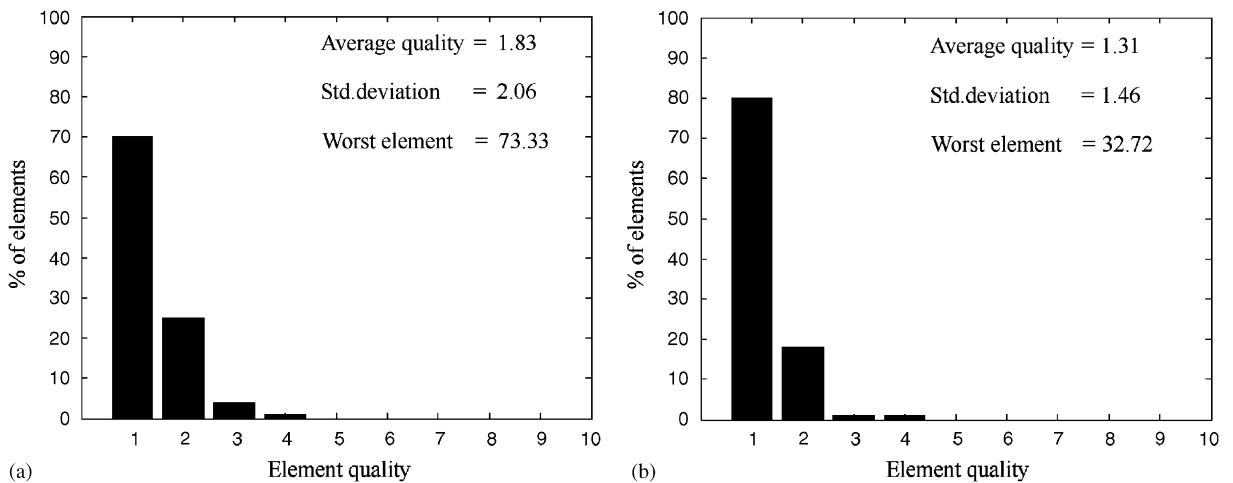 100
90
80
70
60
50
40
30
20
10
0
% of elements
Average quality = 1.83
Std.deviation = 2.06
Worst element = 73.33
1 2 3 4 5 6 7 8 9 10
Element quality
(a)
100
90
80
70
60
50
40
30
20
10
0
% of elements
Average quality = 1.31
Std.deviation = 1.46
Worst element = 32.72
1 2 3 4 5 6 7 8 9 10
Element quality
(b)